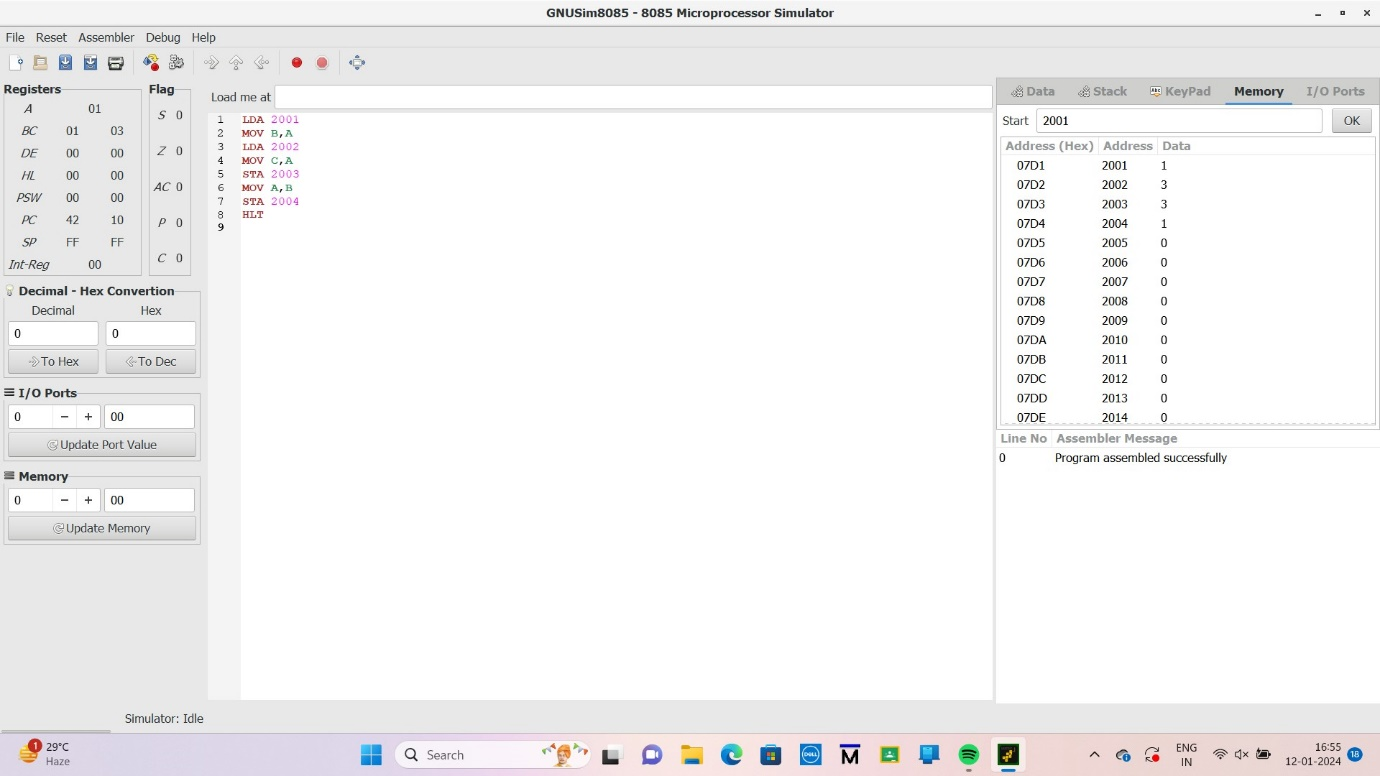 GNUSim8085 - 8085 Microprocessor Simulator
File Reset Assembler Debug Help
Registers
A 01
BC 01 03
DE 00 00
HL 00 00
PSW 00 00
PC 42 10
SP FF FF
Int-Reg 00
Flag
S 0
Z 0
AC 0
P 0
C 0
Decimal - Hex Convertion
Decimal Hex
0 0
To Hex To Dec
I/O Ports
0 - + 00
Update Port Value
Memory
0 - + 00
Update Memory
Load me at
1 LDA 2001
2 MOV B,A
3 LDA 2002
4 MOV C,A
5 STA 2003
6 MOV A,B
7 STA 2004
8 HLT
9
Data Stack KeyPad Memory I/O Ports
Start 2001 OK
Address (Hex) Address Data
07D1 2001 1
07D2 2002 3
07D3 2003 3
07D4 2004 1
07D5 2005 0
07D6 2006 0
07D7 2007 0
07D8 2008 0
07D9 2009 0
07DA 2010 0
07DB 2011 0
07DC 2012 0
07DD 2013 0
07DE 2014 0
Line No Assembler Message
0 Program assembled successfully
Simulator: Idle
1
29°C
Haze
Search
DELL
M
ENG
IN
16:55
12-01-2024
18